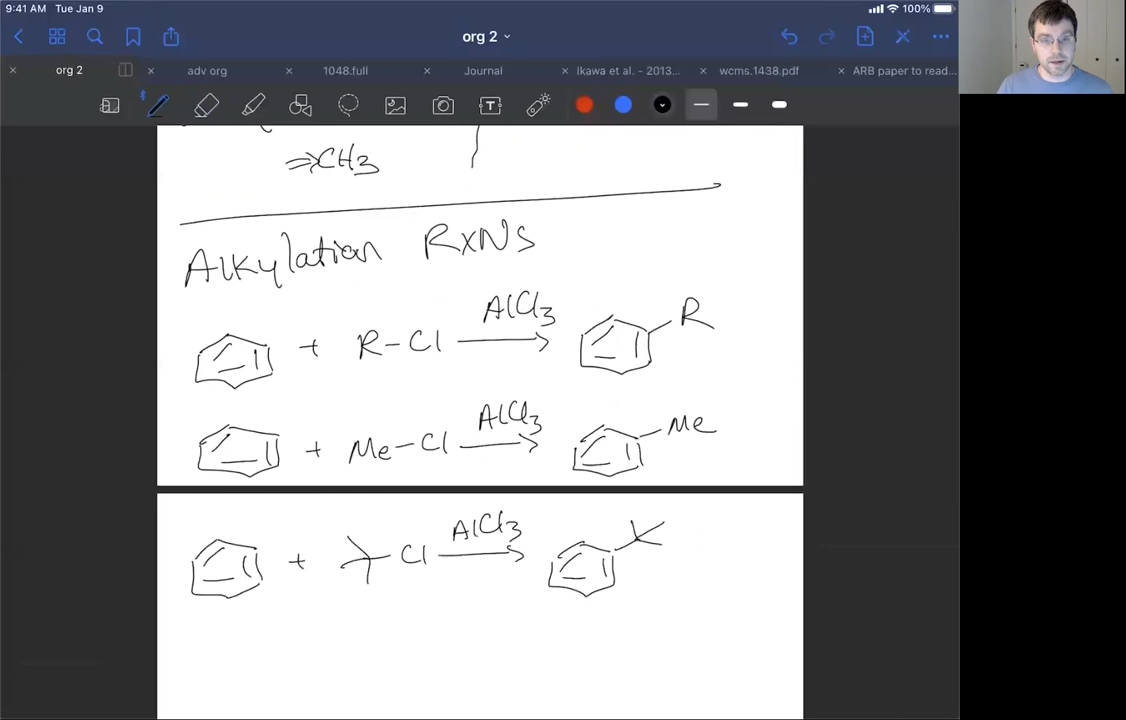 9:41 AM Tue Jan 9 100%
org 2
org 2 adv org 1048.full Journal Ikawa et al. - 2013... wcms.1438.pdf ARB paper to read...
T
⇒CH3
Alkylation RxNs
+ R-Cl AlCl3 R
+ Me-Cl AlCl3 Me
+ Cl AlCl3